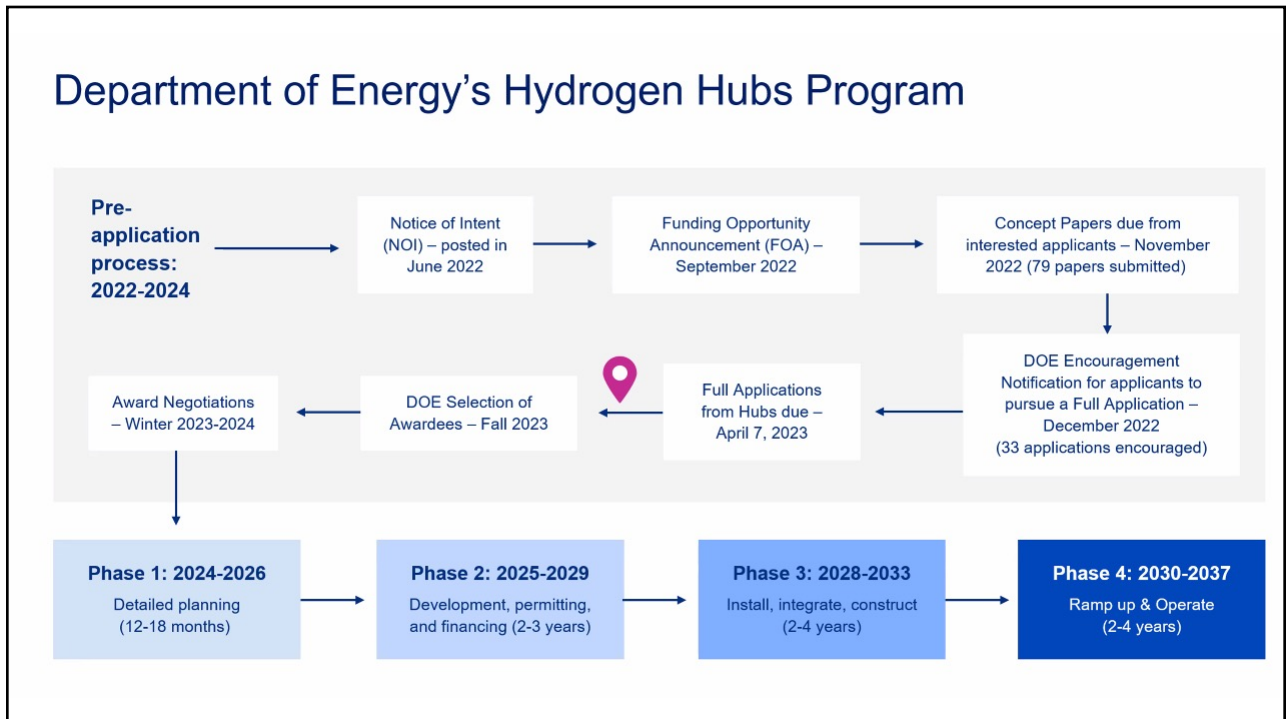 Department of Energy’s Hydrogen Hubs Program
Pre-
application
process:
2022-2024
Notice of Intent
(NOI) – posted in
June 2022
Funding Opportunity
Announcement (FOA) –
September 2022
Concept Papers due from
interested applicants – November
2022 (79 papers submitted)
DOE Encouragement
Notification for applicants to
pursue a Full Application –
December 2022
(33 applications encouraged)
Full Applications
from Hubs due –
April 7, 2023
DOE Selection of
Awardees – Fall 2023
Award Negotiations
– Winter 2023-2024
Phase 1: 2024-2026
Detailed planning
(12-18 months)
Phase 2: 2025-2029
Development, permitting,
and financing (2-3 years)
Phase 3: 2028-2033
Install, integrate, construct
(2-4 years)
Phase 4: 2030-2037
Ramp up & Operate
(2-4 years)